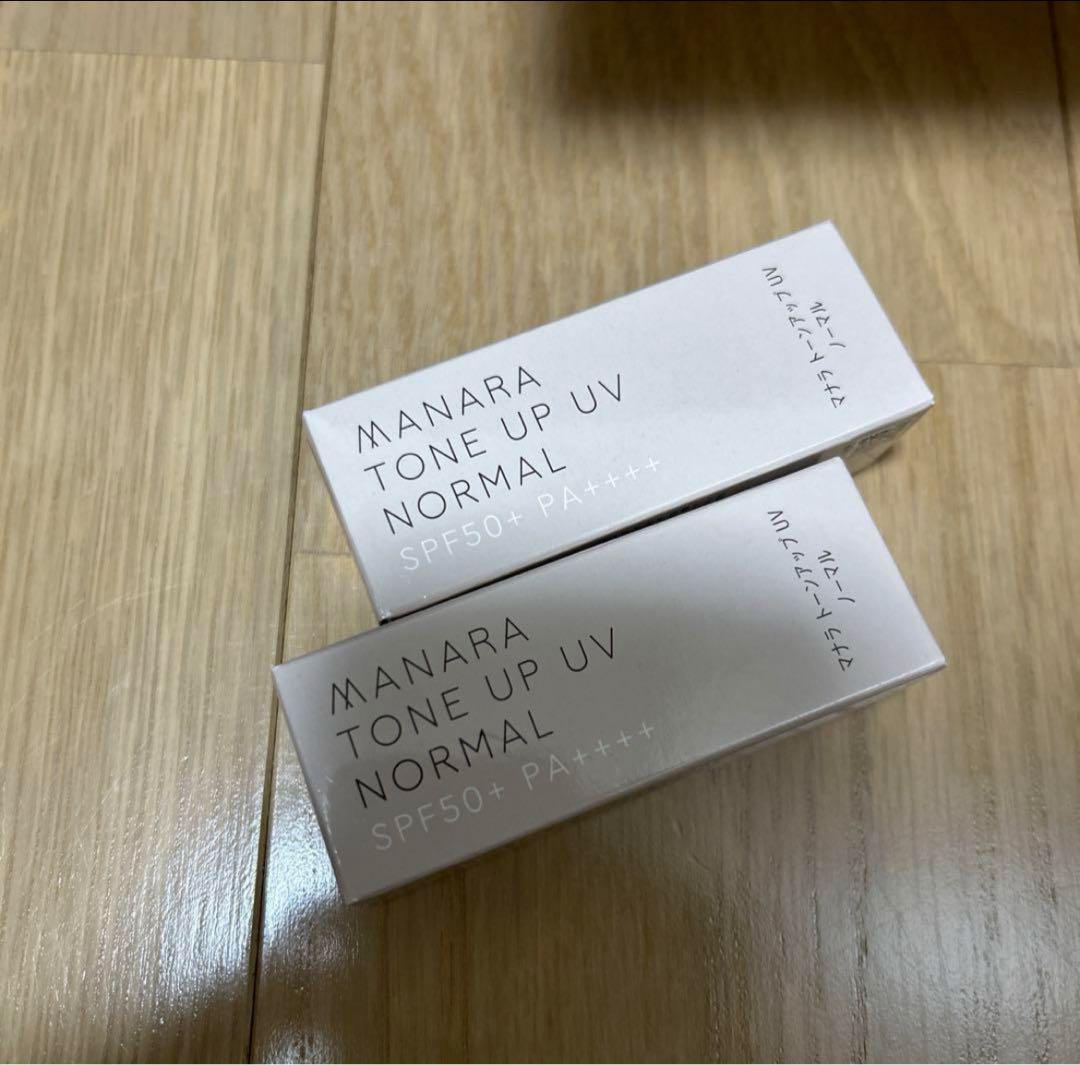 MANARA
TONE UP UV
NORMAL
SPF50+ PA++++
マナラ トーンアップUV
ノーマル
MANARA
TONE UP UV
NORMAL
SPF50+ PA++++
マナラ トーンアップUV
ノーマル